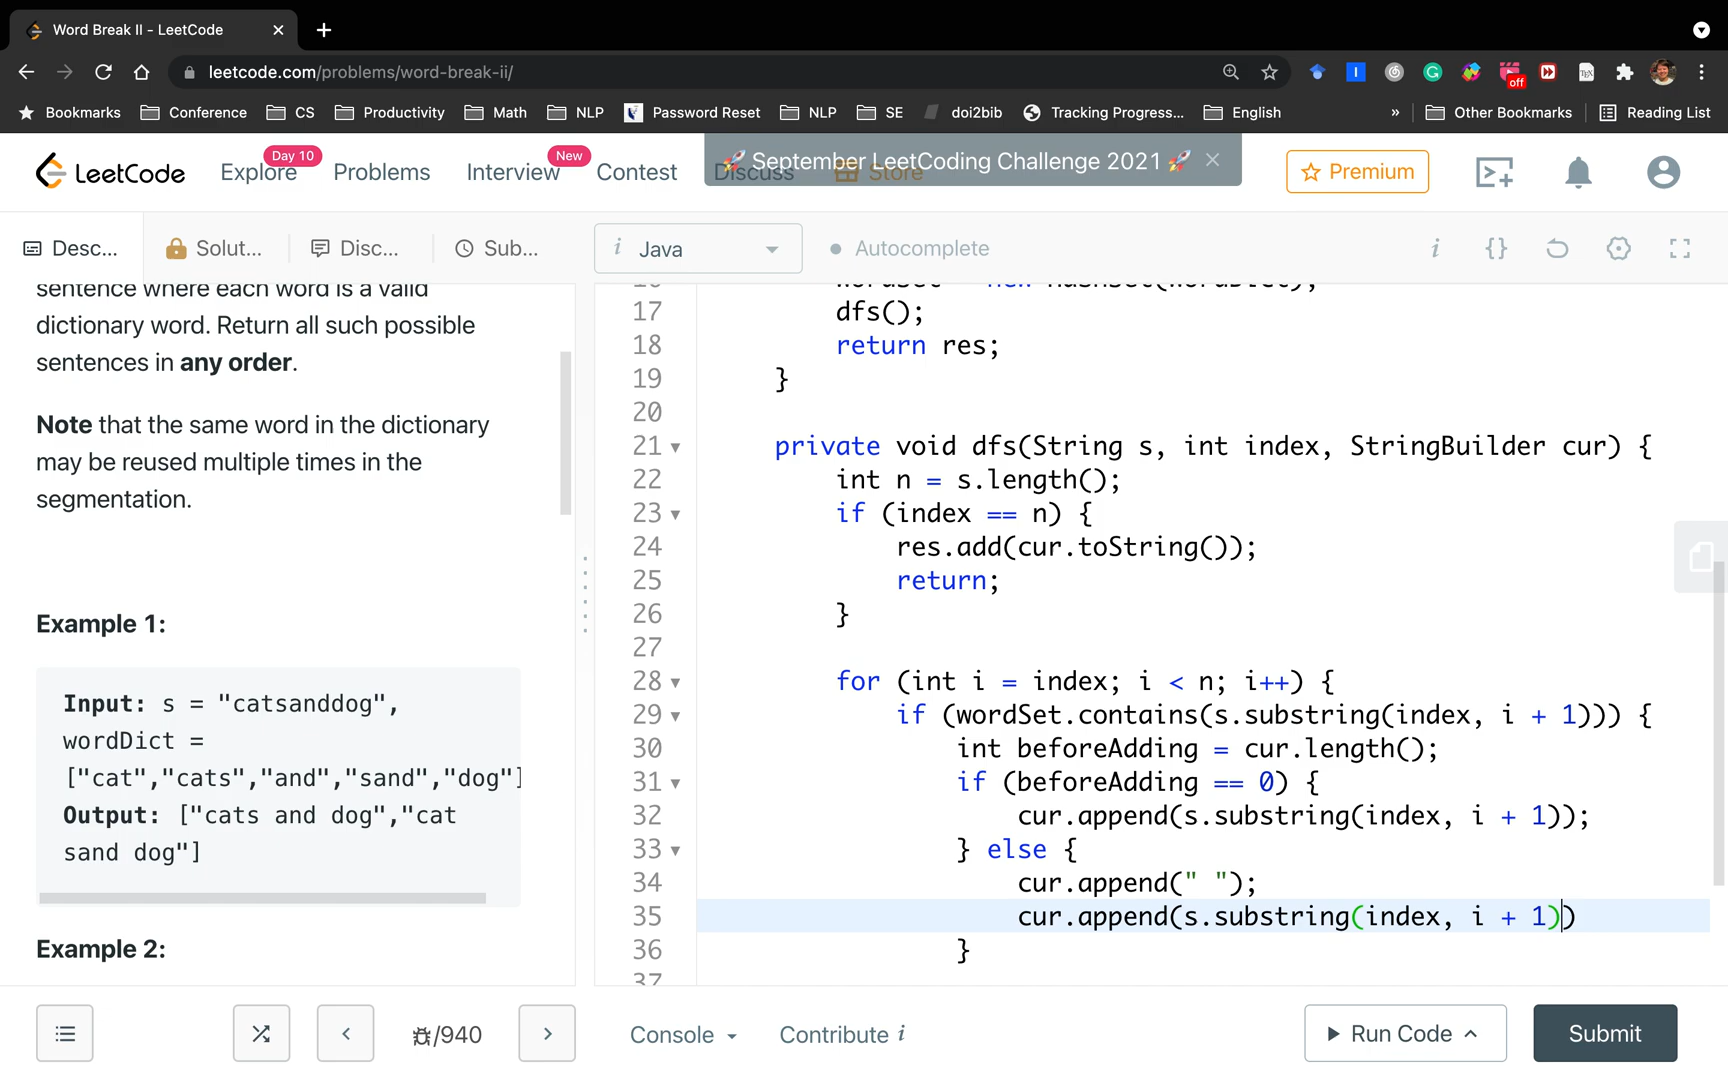 Word Break II - LeetCode
leetcode.com/problems/word-break-ii/
off
Bookmarks Conference CS Productivity Math NLP Password Reset NLP SE doi2bib Tracking Progress... English » Other Bookmarks Reading List
LeetCode Explore Day 10 Problems Interview New Contest Discuss Store Premium
🚀 September LeetCoding Challenge 2021 🚀
Desc... Solut... Disc... Sub... i Java Autocomplete i {}
sentence where each word is a valid
dictionary word. Return all such possible
sentences in any order.
Note that the same word in the dictionary
may be reused multiple times in the
segmentation.
Example 1:
Input: s = "catsanddog",
wordDict =
["cat","cats","and","sand","dog"]
Output: ["cats and dog","cat
sand dog"]
Example 2:
17 dfs();
18 return res;
19 }
20
21 private void dfs(String s, int index, StringBuilder cur) {
22 int n = s.length();
23 if (index == n) {
24 res.add(cur.toString());
25 return;
26 }
27
28 for (int i = index; i < n; i++) {
29 if (wordSet.contains(s.substring(index, i + 1))) {
30 int beforeAdding = cur.length();
31 if (beforeAdding == 0) {
32 cur.append(s.substring(index, i + 1));
33 } else {
34 cur.append(" ");
35 cur.append(s.substring(index, i + 1))
36 }
37
/940 Console Contribute i Run Code Submit